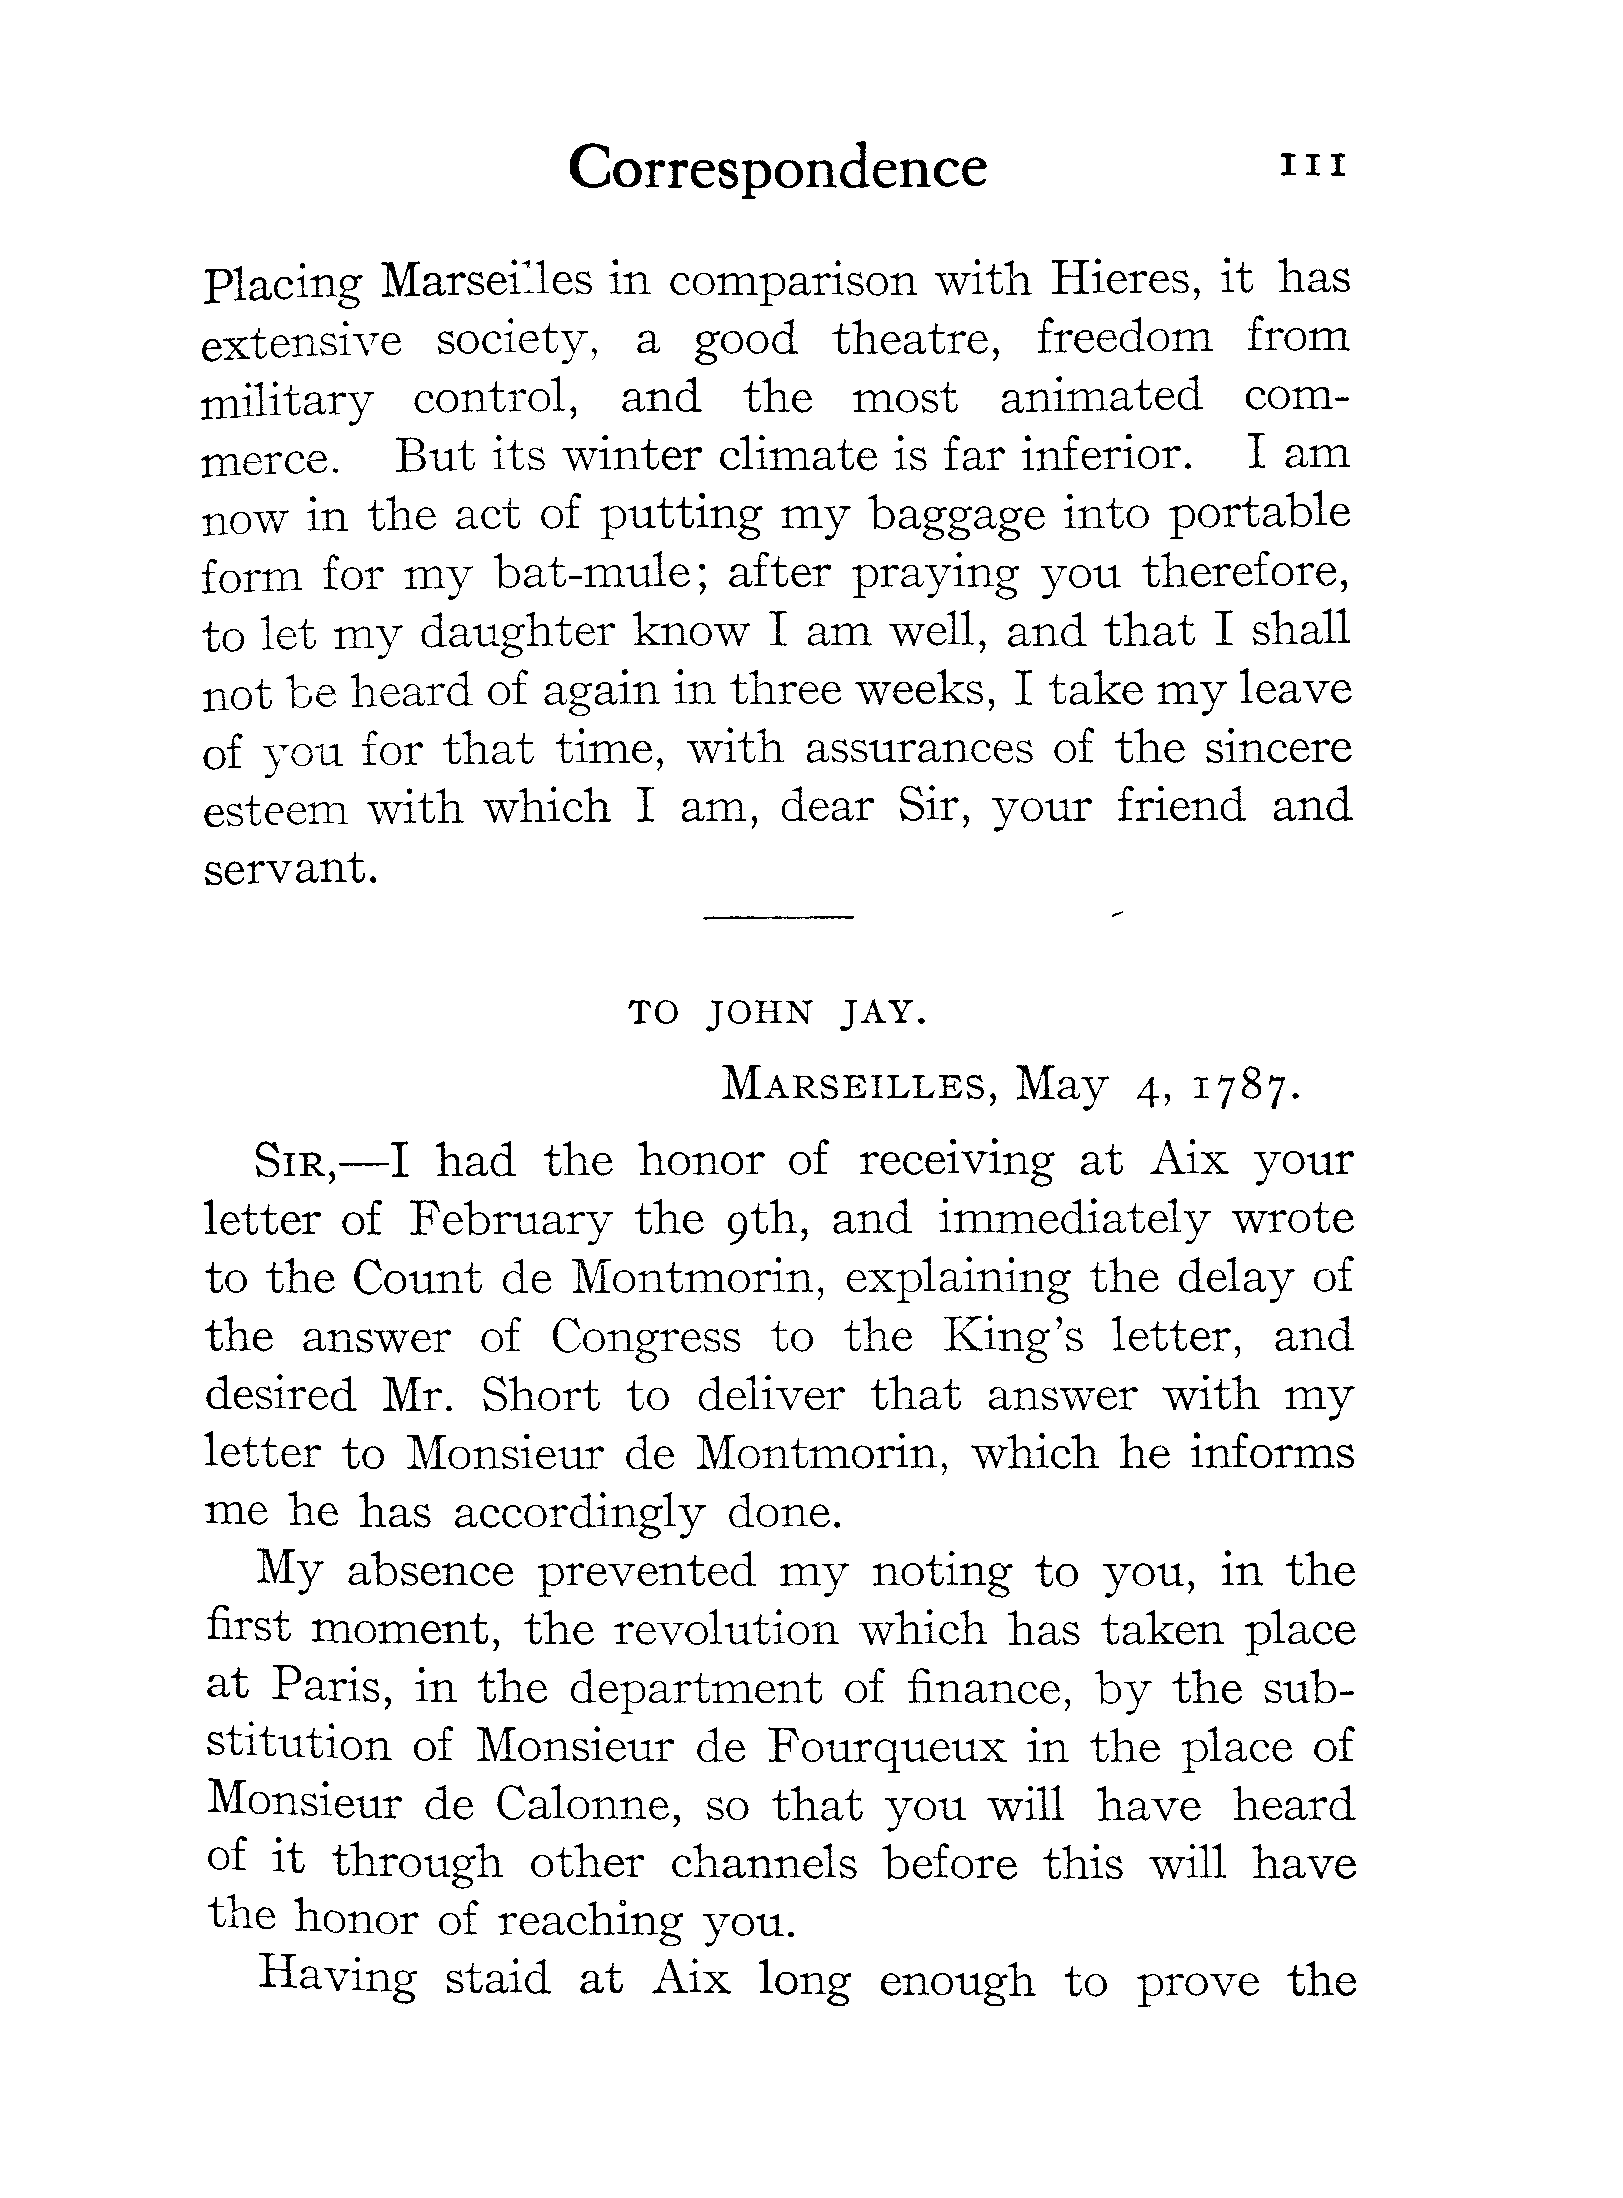 Correspondence 111
Placing Marseilles in comparison with Hieres, it has
extensive society, a good theatre, freedom from
military control, and the most animated com-
merce. But its winter climate is far inferior. I am
now in the act of putting my baggage into portable
form for my bat-mule; after praying you therefore,
to let my daughter know I am well, and that I shall
not be heard of again in three weeks, I take my leave
of you for that time, with assurances of the sincere
esteem with which I am, dear Sir, your friend and
servant.
TO JOHN JAY.
MARSEILLES, May 4, 1787.
SIR,—I had the honor of receiving at Aix your
letter of February the 9th, and immediately wrote
to the Count de Montmorin, explaining the delay of
the answer of Congress to the King's letter, and
desired Mr. Short to deliver that answer with my
letter to Monsieur de Montmorin, which he informs
me he has accordingly done.
My absence prevented my noting to you, in the
first moment, the revolution which has taken place
at Paris, in the department of finance, by the sub-
stitution of Monsieur de Fourqueux in the place of
Monsieur de Calonne, so that you will have heard
of it through other channels before this will have
the honor of reaching you.
Having staid at Aix long enough to prove the